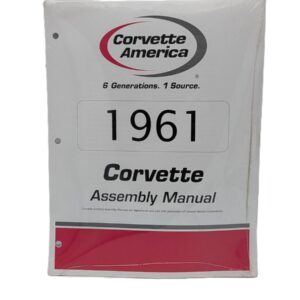 Corvette
America
6 Generations. 1 Source.
1961
Corvette
Assembly Manual